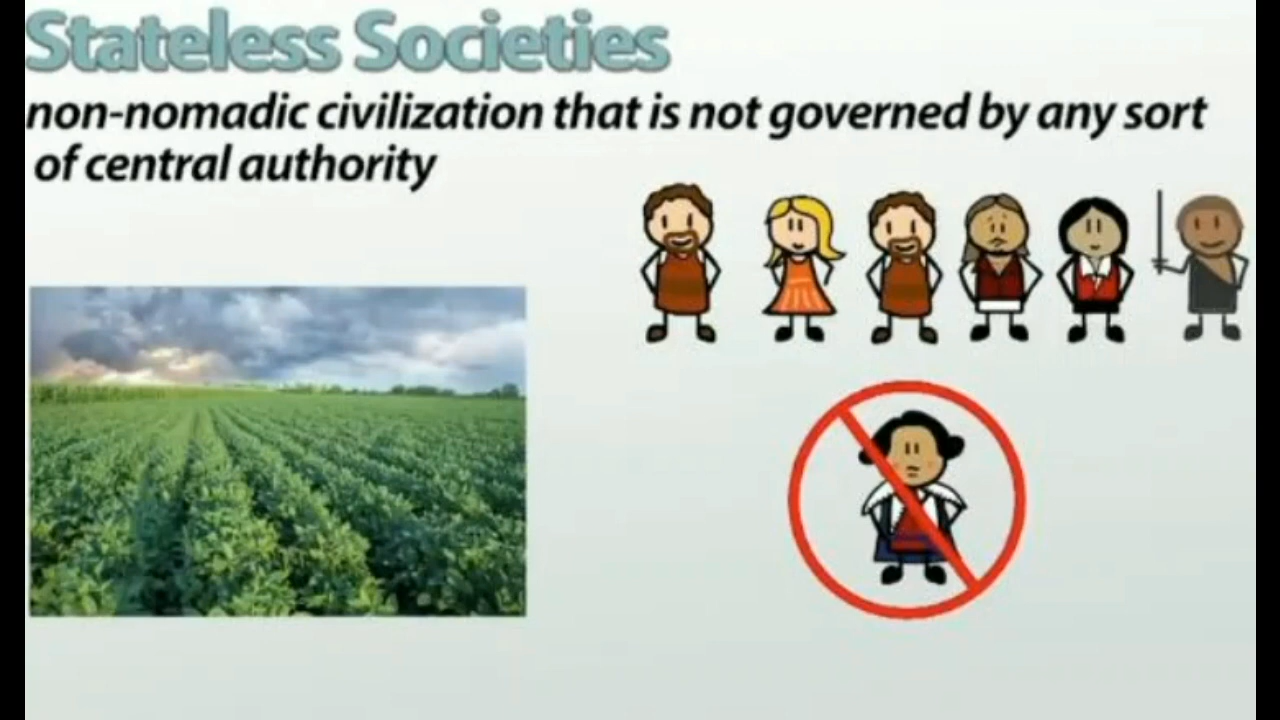 Stateless Societies
non-nomadic civilization that is not governed by any sort
of central authority